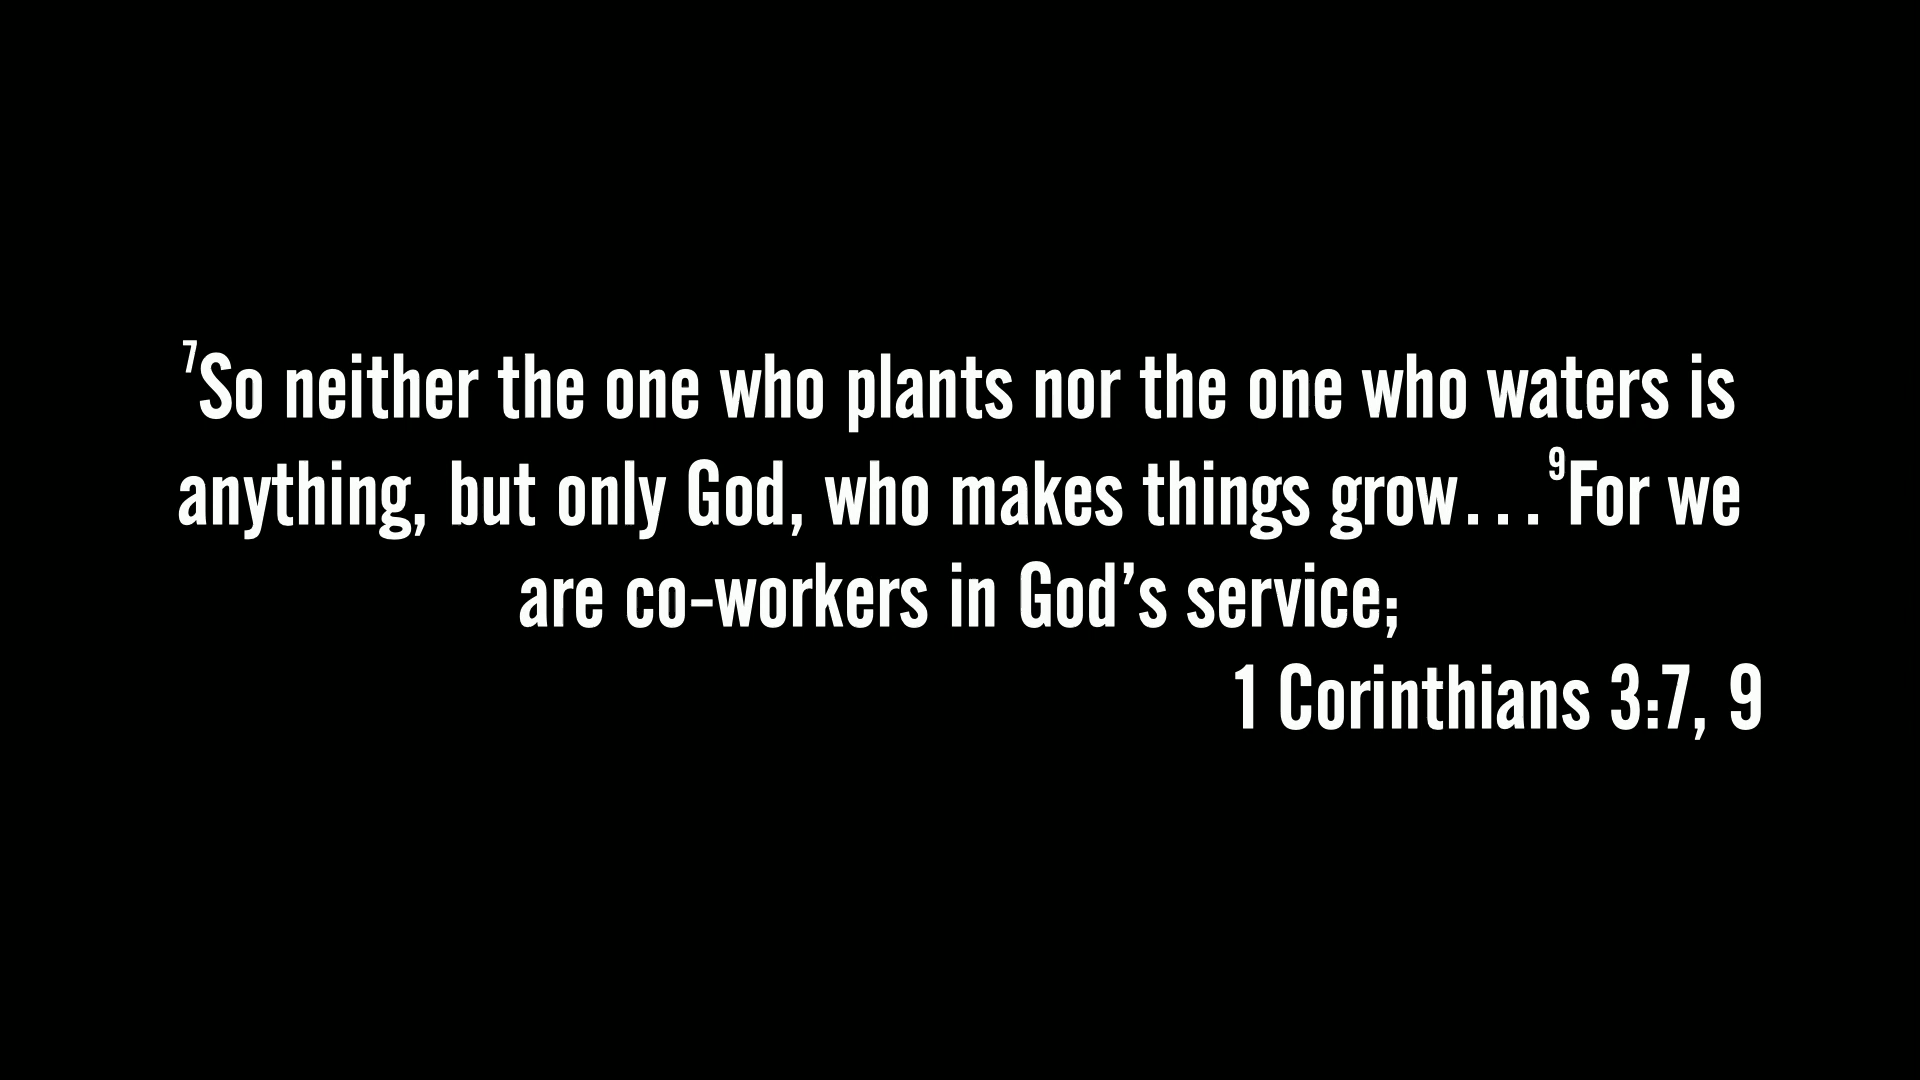 ⁷So neither the one who plants nor the one who waters is
anything, but only God, who makes things grow…⁹For we
are co-workers in God’s service;
1 Corinthians 3:7, 9